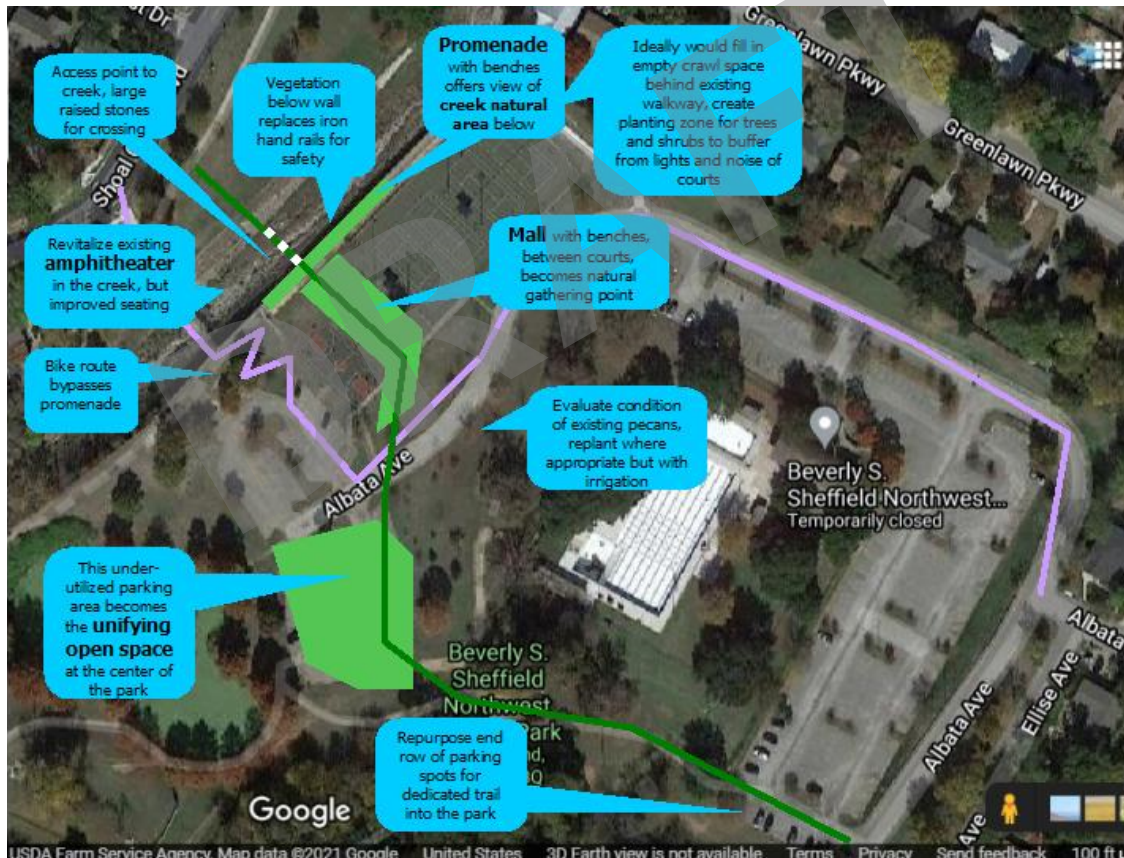 st Dr
Greenlawn Pkwy
Access point to
creek, large
raised stones
for crossing
Vegetation
below wall
replaces iron
hand rails for
safety
Promenade
with benches
offers view of
creek natural
area below
Ideally would fill in
empty crawl space
behind existing
walkway, create
planting zone for trees
and shrubs to buffer
from lights and noise of
courts
Greenlawn Pkwy
Shoal
Revitalize existing
amphitheater
in the creek, but
improved seating
Mall with benches,
between courts,
becomes natural
gathering point
Bike route
bypasses
promenade
Evaluate condition
of existing pecans,
replant where
appropriate but with
irrigation
Albata Ave
Beverly S.
Sheffield Northwest...
Temporarily closed
This under-
utilized parking
area becomes
the unifying
open space
at the center of
the park
Beverly S.
Sheffield
Northwest
Park
Albata
Ellise Ave
Albata Ave
Repurpose end
row of parking
spots for
dedicated trail
into the park
Google
Ave
USDA Farm Service Agency, Map data ©2021 Google United States 3D Earth view is not available Terms Privacy Send feedback 100 ft
DRAFT